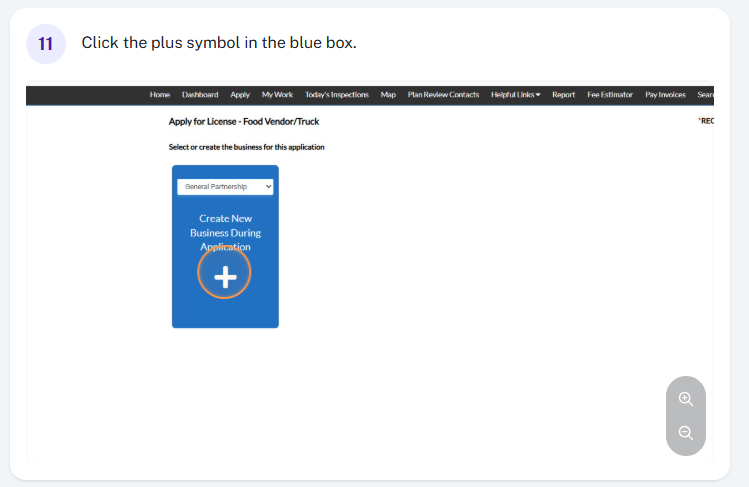 11 Click the plus symbol in the blue box.
Home Dashboard Apply My Work Today's Inspections Map Plan Review Contacts Helpful Links Report Fee Estimator Pay Invoices Sear
Apply for License - Food Vendor/Truck *REQ
Select or create the business for this application
General Partnership
Create New
Business During
Application